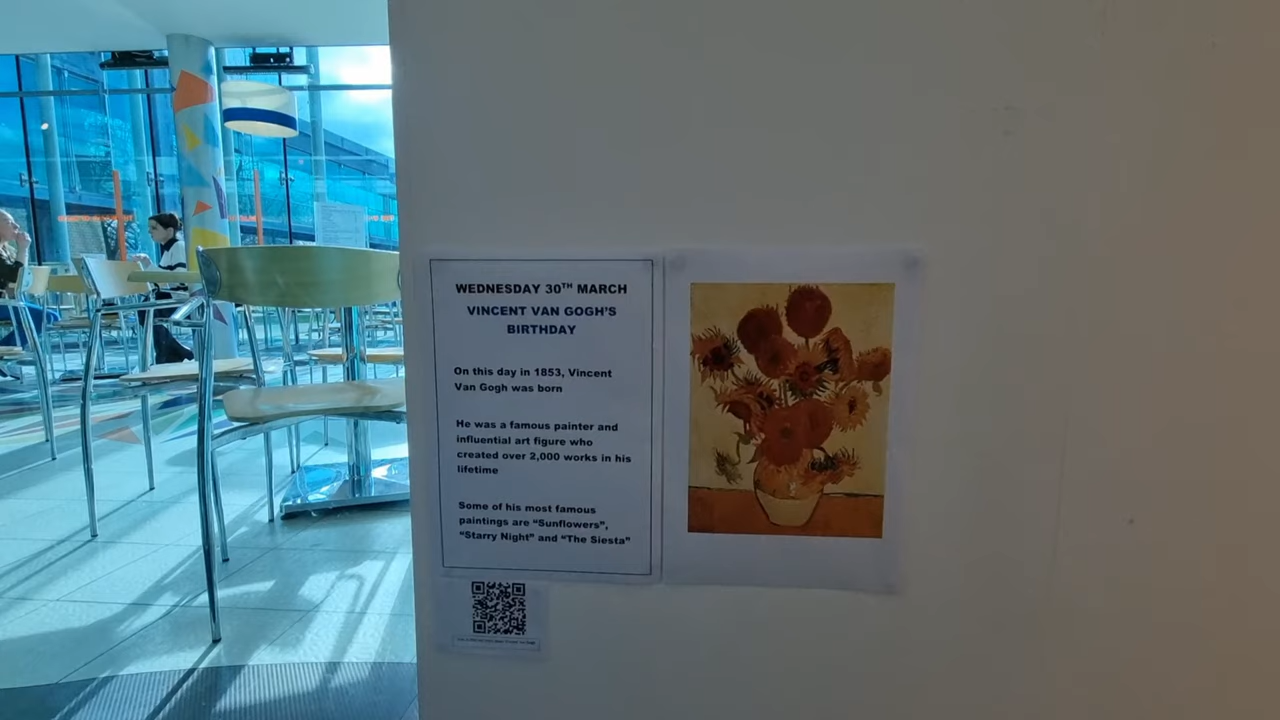 WEDNESDAY 30TH MARCH
VINCENT VAN GOGH'S
BIRTHDAY
On this day in 1853, Vincent
Van Gogh was born
He was a famous painter and
influential art figure who
created over 2,000 works in his
lifetime
Some of his most famous
paintings are "Sunflowers",
"Starry Night" and "The Siesta"